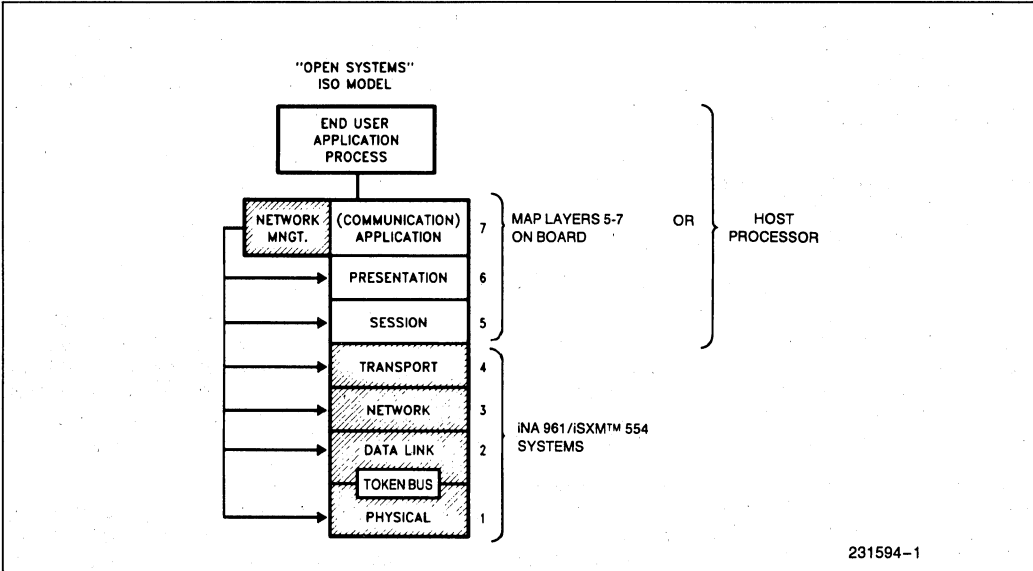 "OPEN SYSTEMS"
ISO MODEL
END USER
APPLICATION
PROCESS
NETWORK
MNGT.
(COMMUNICATION)
APPLICATION
7
MAP LAYERS 5-7
ON BOARD
OR
HOST
PROCESSOR
PRESENTATION
6
SESSION
5
TRANSPORT
4
NETWORK
3
iNA 961/iSXM™ 554
SYSTEMS
DATA LINK
2
TOKEN BUS
PHYSICAL
1
231594-1